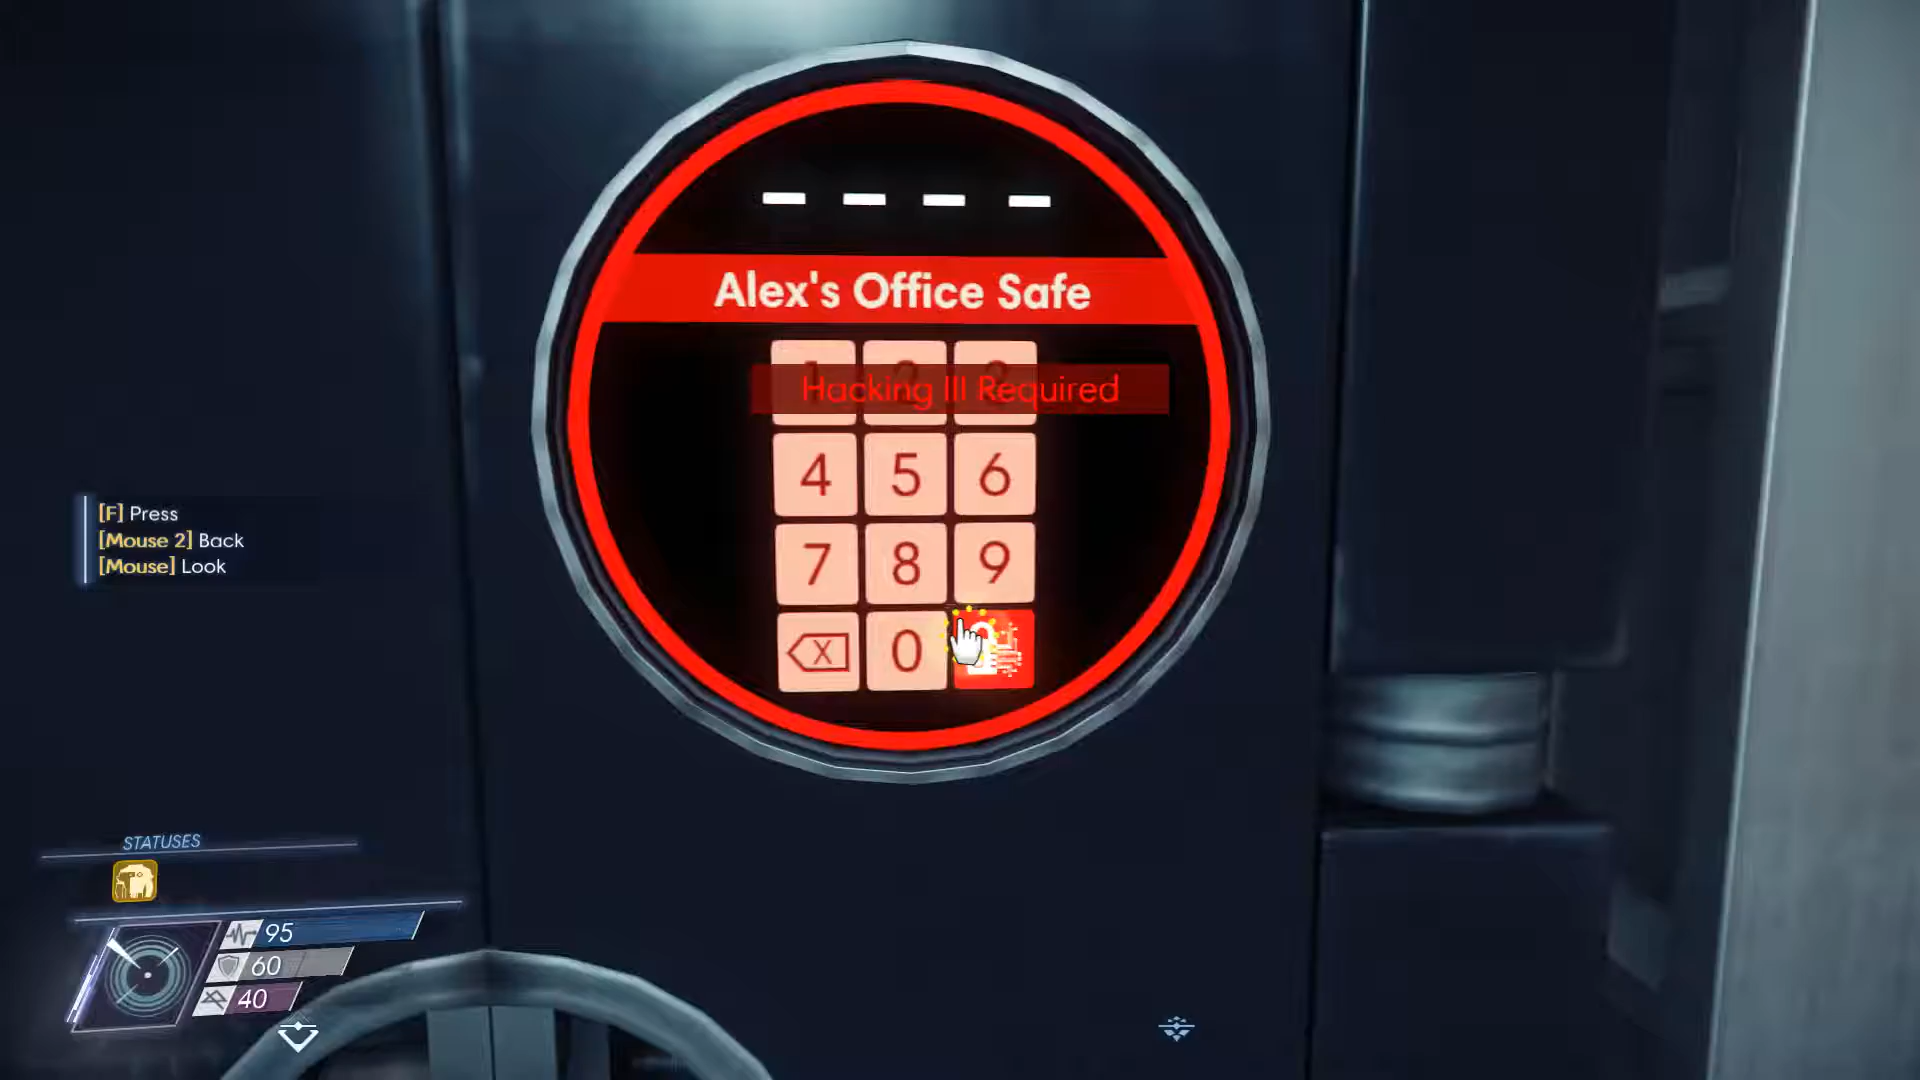 Alex's Office Safe
Hacking III Required
4 5 6
7 8 9
X 0
[F] Press
[Mouse 2] Back
[Mouse] Look
STATUSES
95
60
40